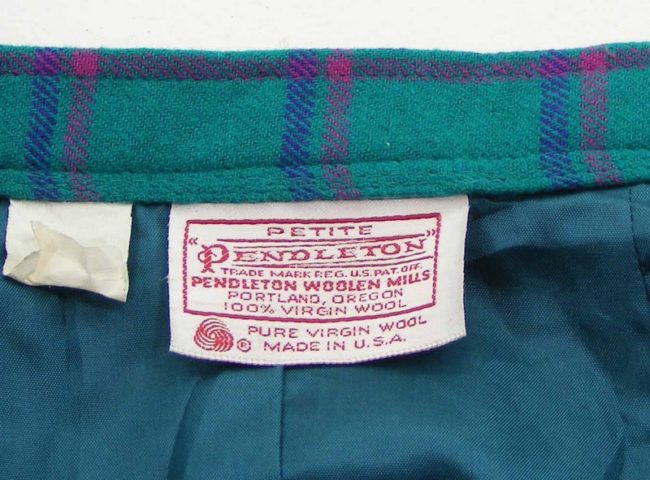 PETITE
"PENDLETON"
TRADE MARK REG. U.S. PAT. OFF.
PENDLETON WOOLEN MILLS
PORTLAND, OREGON
100% VIRGIN WOOL
® PURE VIRGIN WOOL
MADE IN U.S.A.